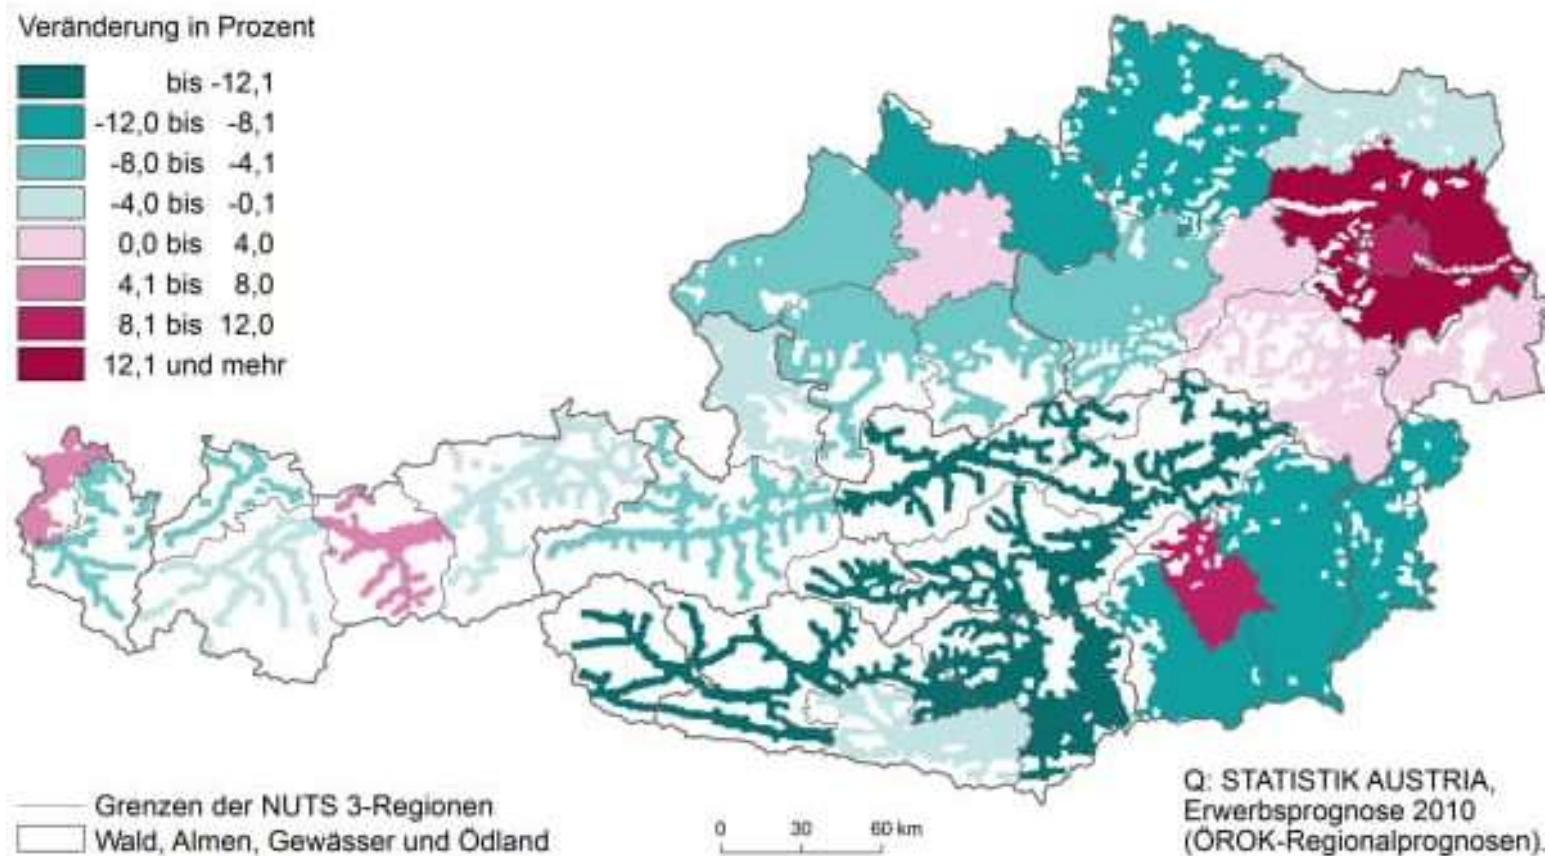 Veränderung in Prozent
bis -12,1
-12,0 bis -8,1
-8,0 bis -4,1
-4,0 bis -0,1
0,0 bis 4,0
4,1 bis 8,0
8,1 bis 12,0
12,1 und mehr
Grenzen der NUTS 3-Regionen
Wald, Almen, Gewässer und Ödland
0 30 60 km
Q: STATISTIK AUSTRIA,
Erwerbsprognose 2010
(ÖROK-Regionalprognosen).